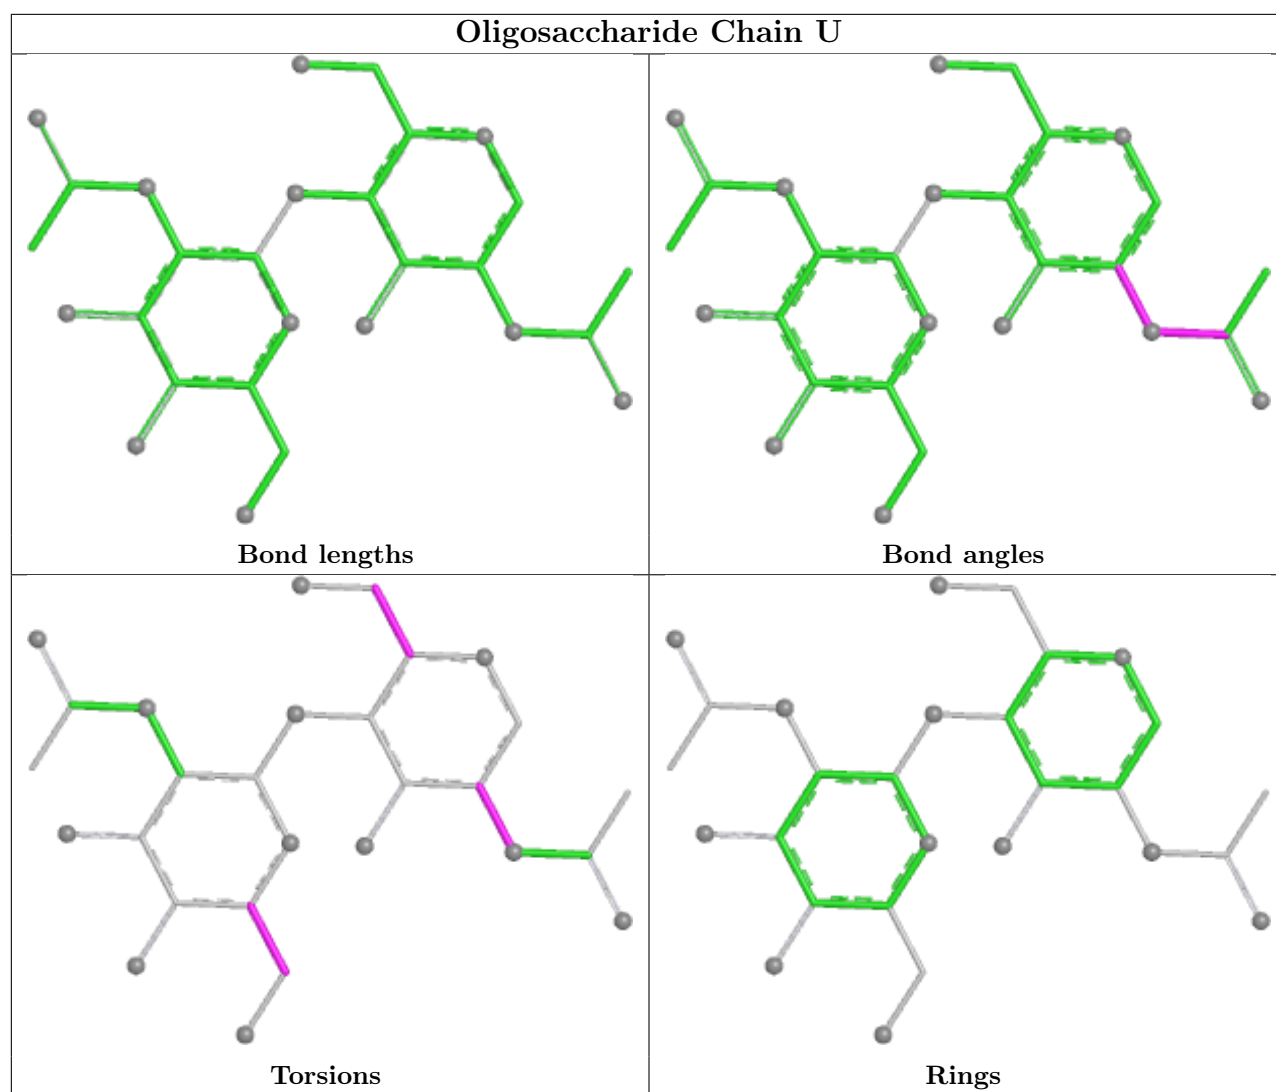 Oligosaccharide Chain U
Bond lengths
Bond angles
Torsions
Rings